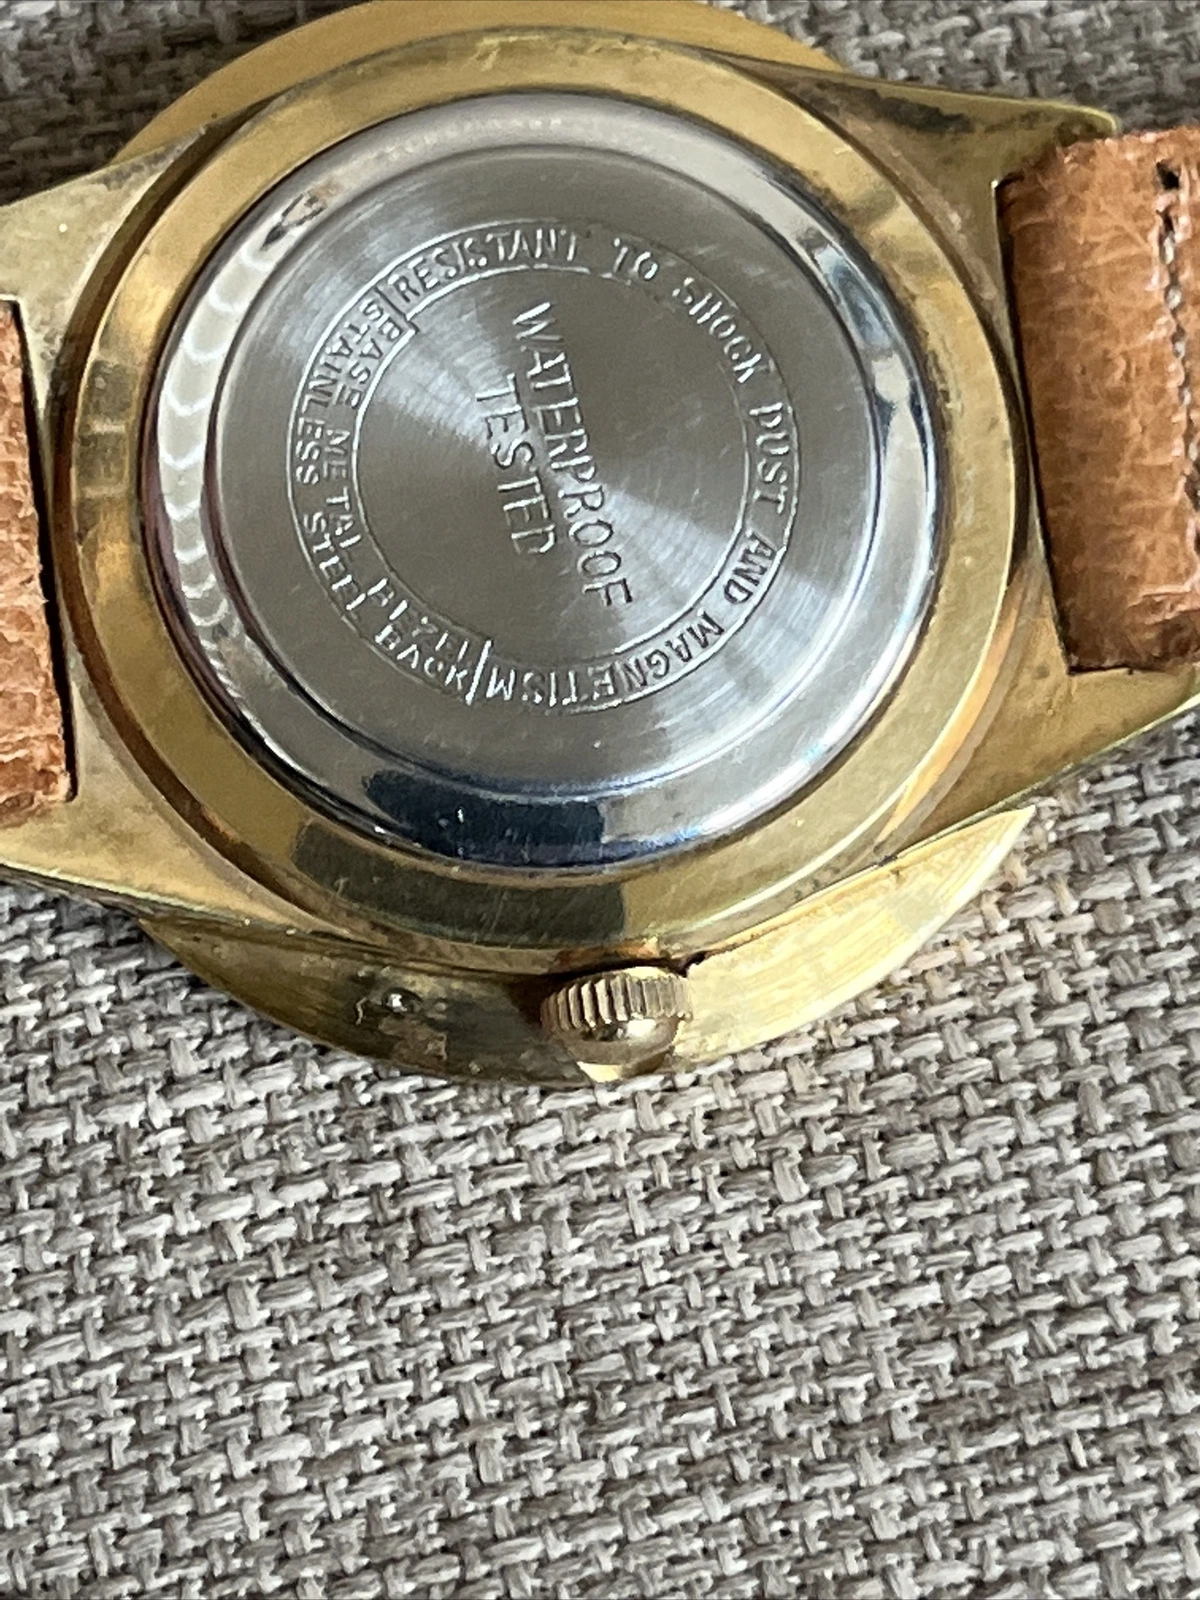 WATERPROOF
TESTED
RESISTANT TO SHOCK DUST AND MAGNETISM
BASE METAL BEZEL
STAINLESS STEEL BACK